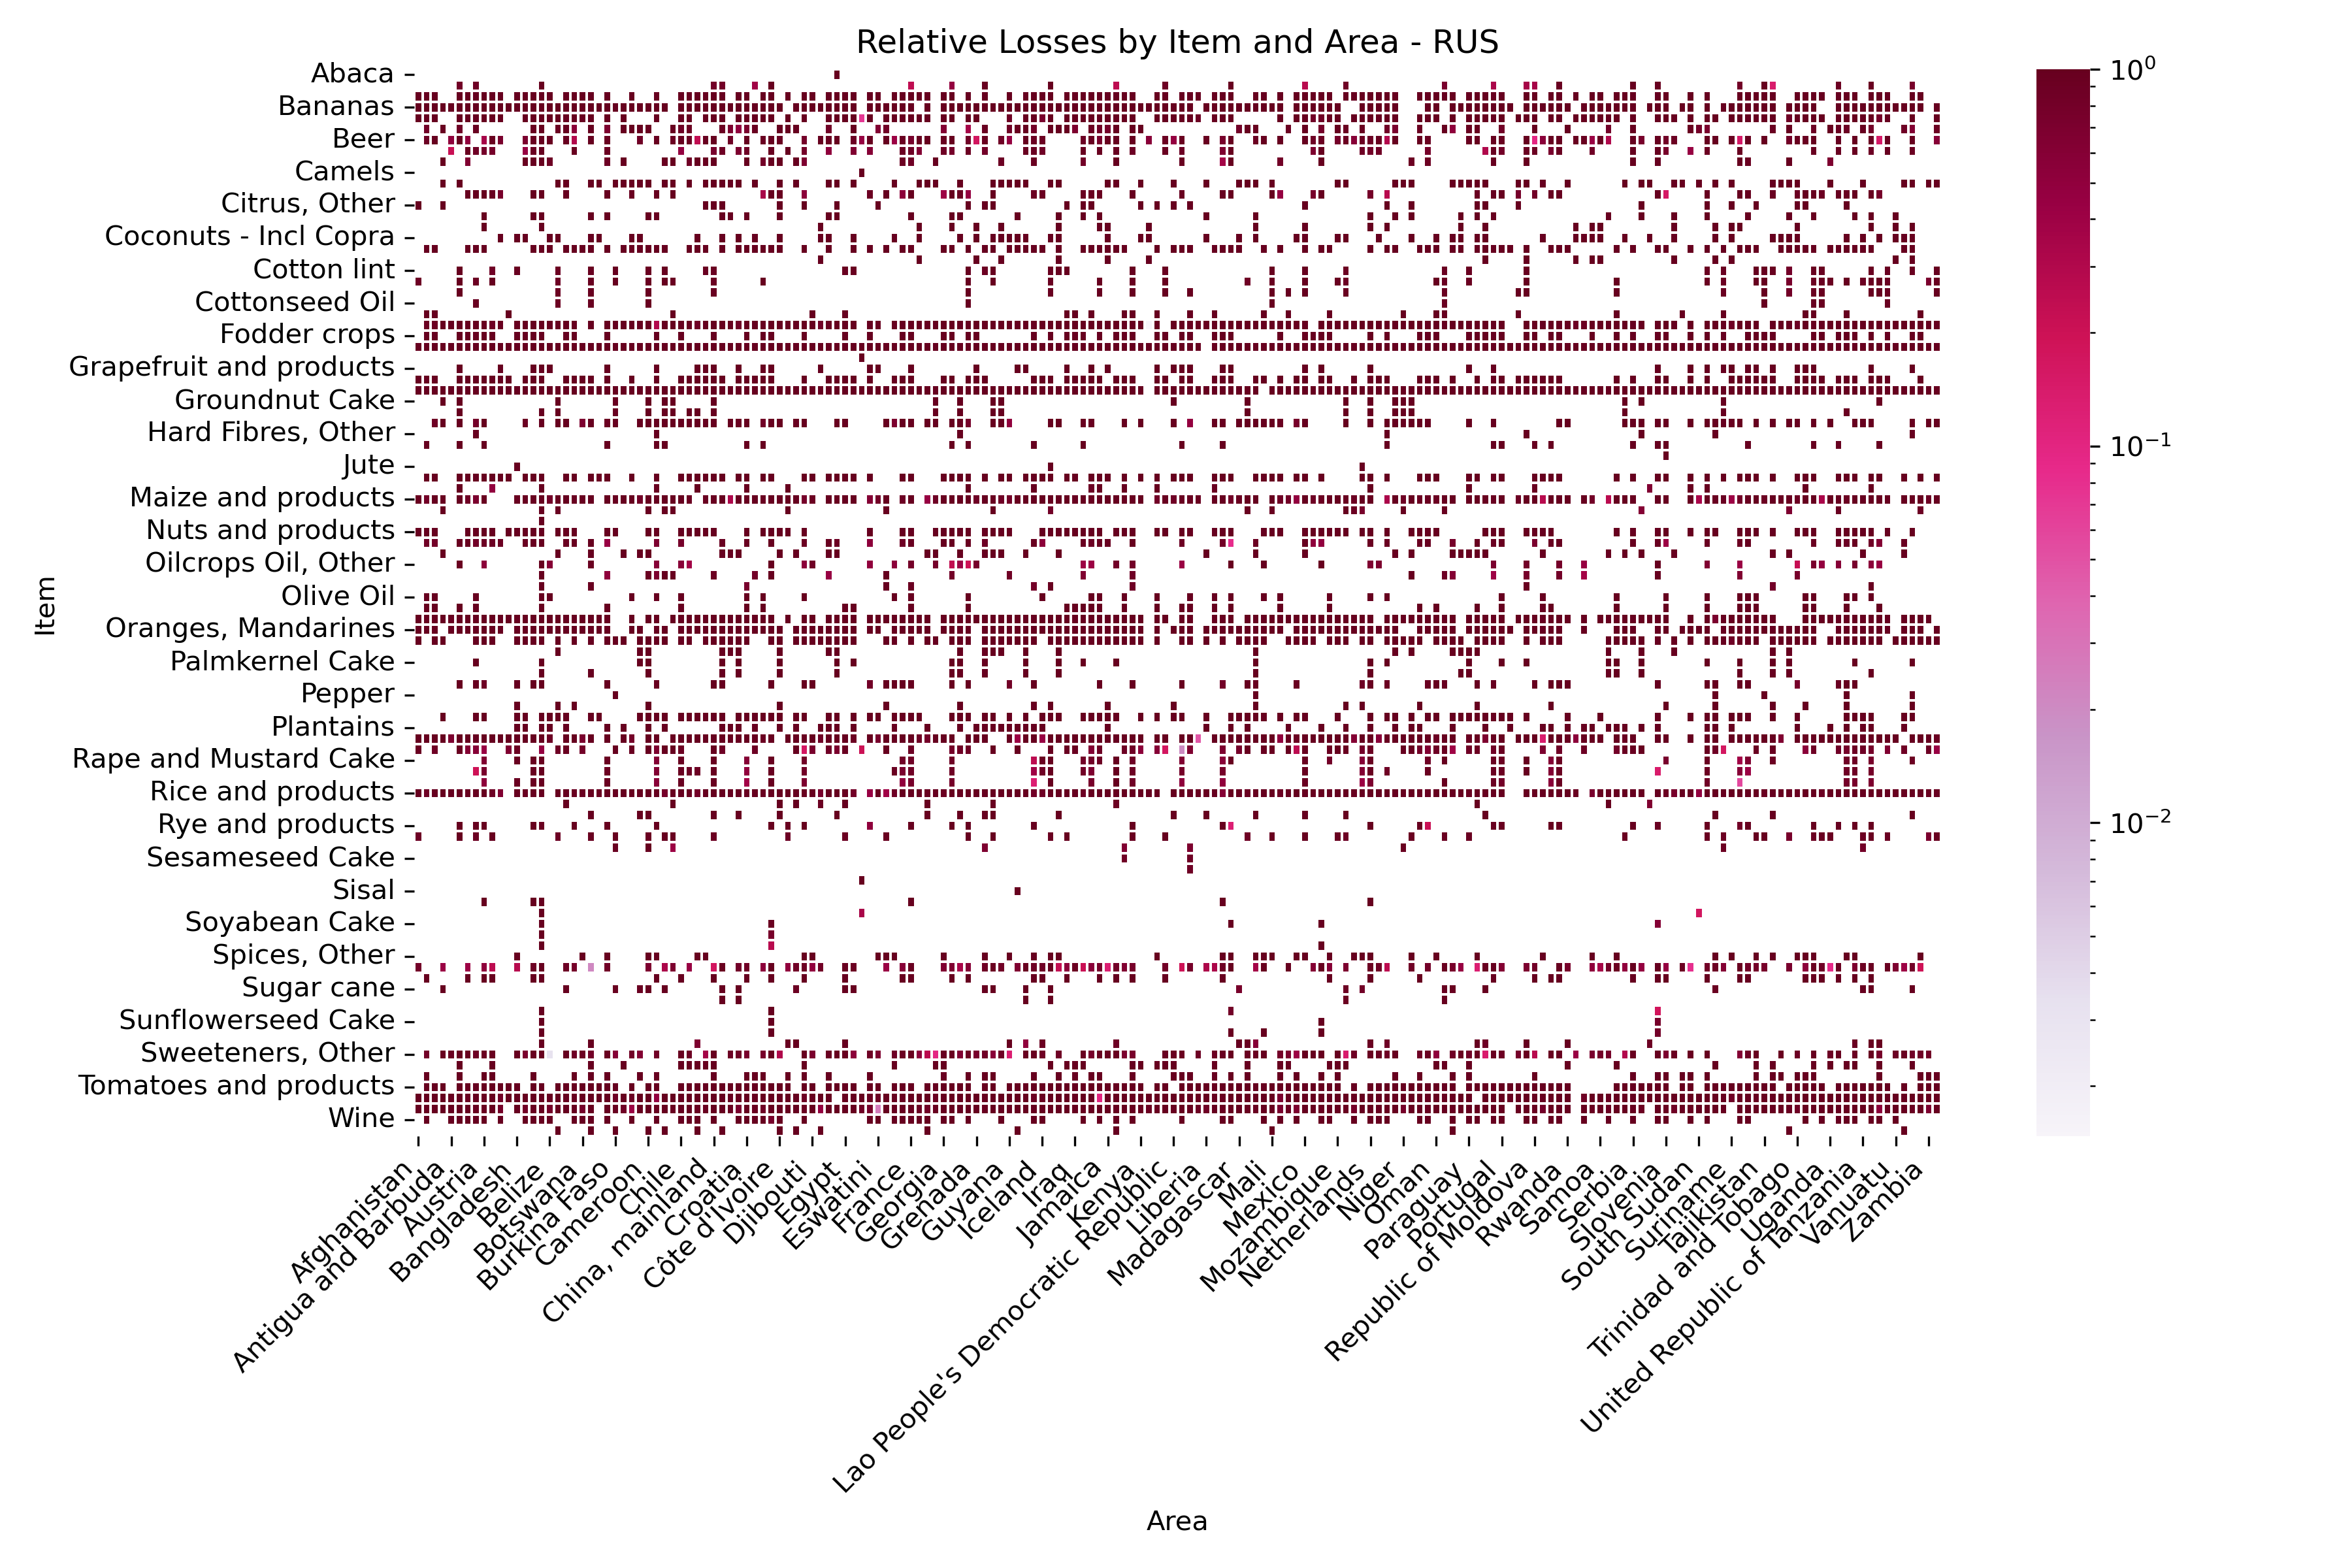 Relative Losses by Item and Area - RUS
Abaca
Bananas
Beer
Camels
Citrus, Other
Coconuts - Incl Copra
Cotton lint
Cottonseed Oil
Fodder crops
Grapefruit and products
Groundnut Cake
Hard Fibres, Other
Jute
Maize and products
Nuts and products
Oilcrops Oil, Other
Olive Oil
Oranges, Mandarines
Palmkernel Cake
Pepper
Plantains
Rape and Mustard Cake
Rice and products
Rye and products
Sesameseed Cake
Sisal
Soyabean Cake
Spices, Other
Sugar cane
Sunflowerseed Cake
Sweeteners, Other
Tomatoes and products
Wine
Item
Afghanistan
Antigua and Barbuda
Austria
Bangladesh
Belize
Botswana
Burkina Faso
Cameroon
Chile
China, mainland
Croatia
Côte d'Ivoire
Djibouti
Egypt
Eswatini
France
Georgia
Grenada
Guyana
Iceland
Iraq
Jamaica
Kenya
Lao People's Democratic Republic
Liberia
Madagascar
Mali
Mexico
Mozambique
Netherlands
Niger
Oman
Paraguay
Portugal
Republic of Moldova
Rwanda
Samoa
Serbia
Slovenia
South Sudan
Suriname
Tajikistan
Trinidad and Tobago
Uganda
United Republic of Tanzania
Vanuatu
Zambia
Area
10⁰
10⁻¹
10⁻²